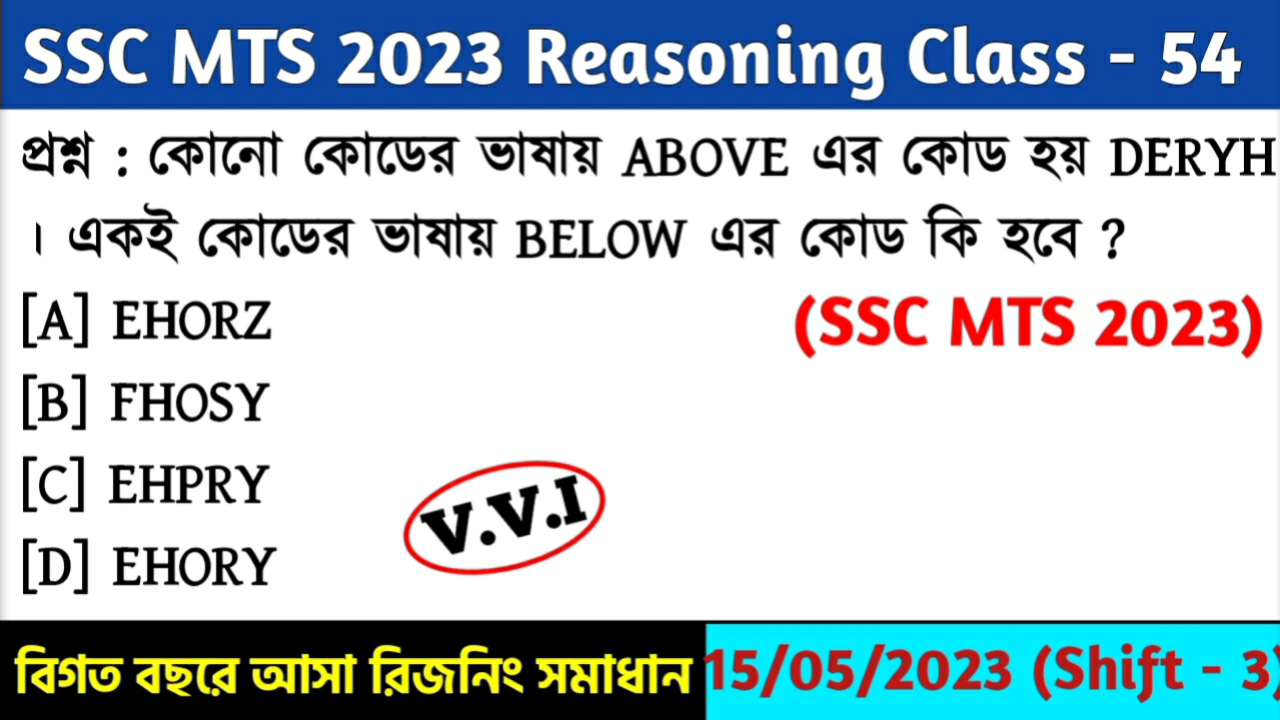 SSC MTS 2023 Reasoning Class - 54
প্রশ্ন : কোনো কোডের ভাষায় ABOVE এর কোড হয় DERYH
। একই কোডের ভাষায় BELOW এর কোড কি হবে ?
[A] EHORZ
(SSC MTS 2023)
[B] FHOSY
[C] EHPRY
V.V.I
[D] EHORY
বিগত বছরে আসা রিজনিং সমাধান 15/05/2023 (Shift - 3)